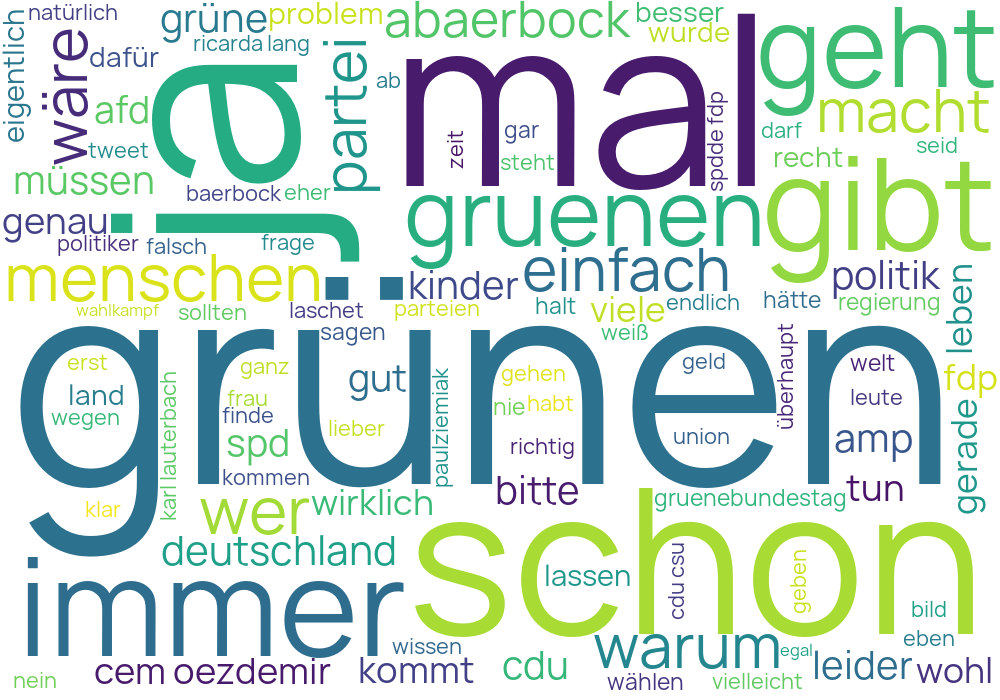 natürlich
grüne
problem
abaerbock
besser
wurde
geht
eigentlich
wäre
dafür
ricarda lang
ja
partei
ab
mal
afd
macht
tweet
zeit
gar
steht
spdde fdp
darf
seid
recht
müssen
baerbock
eher
gruenen
gibt
genau
politiker
falsch
frage
menschen
kinder
einfach
politik
leben
wahlkampf
sollten
laschet
parteien
halt
viele
endlich
hätte
regierung
sagen
weiß
grünen
erst
ganz
gut
gehen
geld
überhaupt
welt
fdp
land
wegen
karl lauterbach
frau
finde
paulziemiak
nie
habt
leute
gerade
spd
lieber
richtig
union
amp
kommen
bitte
tun
klar
wer
wirklich
gruenebundestag
schon
deutschland
immer
lassen
cdu csu
geben
bild
eben
wissen
warum
egal
nein
cem oezdemir
kommt
cdu
wählen
vielleicht
leider
wohl